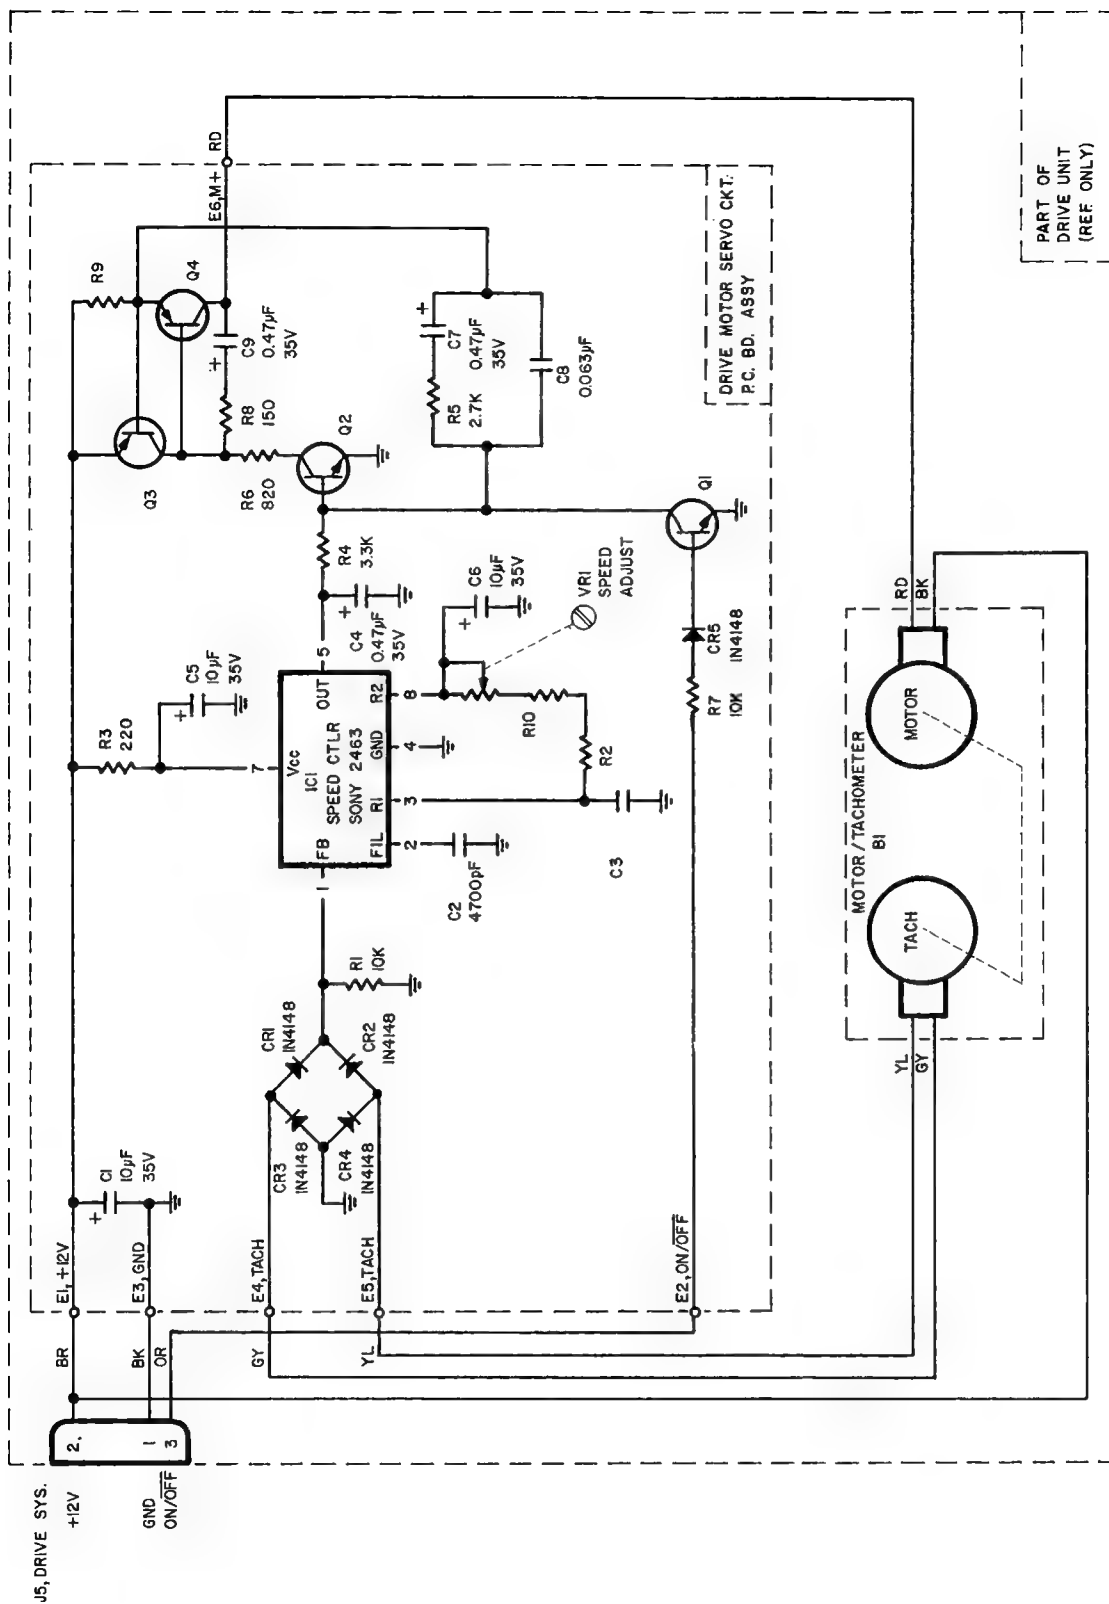 J5, DRIVE SYS.
+12V
GND
ON/OFF
2.
1
3
BR
BK
OR
GY
YL
E1, +12V
E3, GND
E4, TACH
E5, TACH
E2, ON/OFF
C1
10µF
35V
+
CR1
1N4148
CR2
1N4148
CR3
1N4148
CR4
1N4148
R1
10K
1
FB
IC1
SPEED CTLR
SONY 2463
Vcc
7
OUT
5
FIL
2
R1
3
GND
4
R2
8
R3
220
C5
10µF
35V
+
C2
4700pF
C3
R2
R10
C4
0.47µF
35V
+
R4
3.3K
C6
10µF
35V
+
VR1
SPEED
ADJUST
R7
10K
CR5
1N4148
Q1
Q2
Q3
R6
820
R8
150
C9
0.47µF
35V
+
Q4
R9
R5
2.7K
C7
0.47µF
35V
+
C8
0.063µF
E6, M+
RD
DRIVE MOTOR SERVO CKT.
P.C. BD. ASSY
MOTOR/TACHOMETER
B1
TACH
MOTOR
YL
GY
RD
BK
PART OF
DRIVE UNIT
(REF. ONLY)